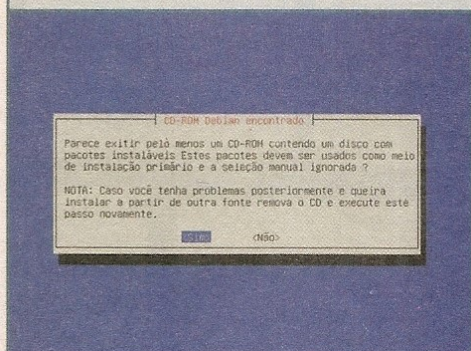 CD-ROM Debian encontrado
Parece exitir pelo menos um CD-ROM contendo um disco com
pacotes instaláveis Estes pacotes devem ser usados como meio
de instalação primário e a seleção manual ignorada ?
NOTA: Caso você tenha problemas posteriormente e queira
instalar a partir de outra fonte remova o CD e execute este
passo novamente.
<Sim> <Não>